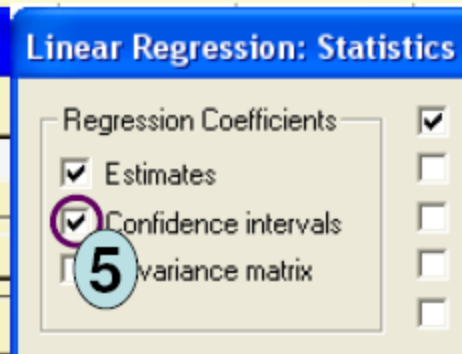 Linear Regression: Statistics
Regression Coefficients
Estimates
Confidence intervals
5
variance matrix